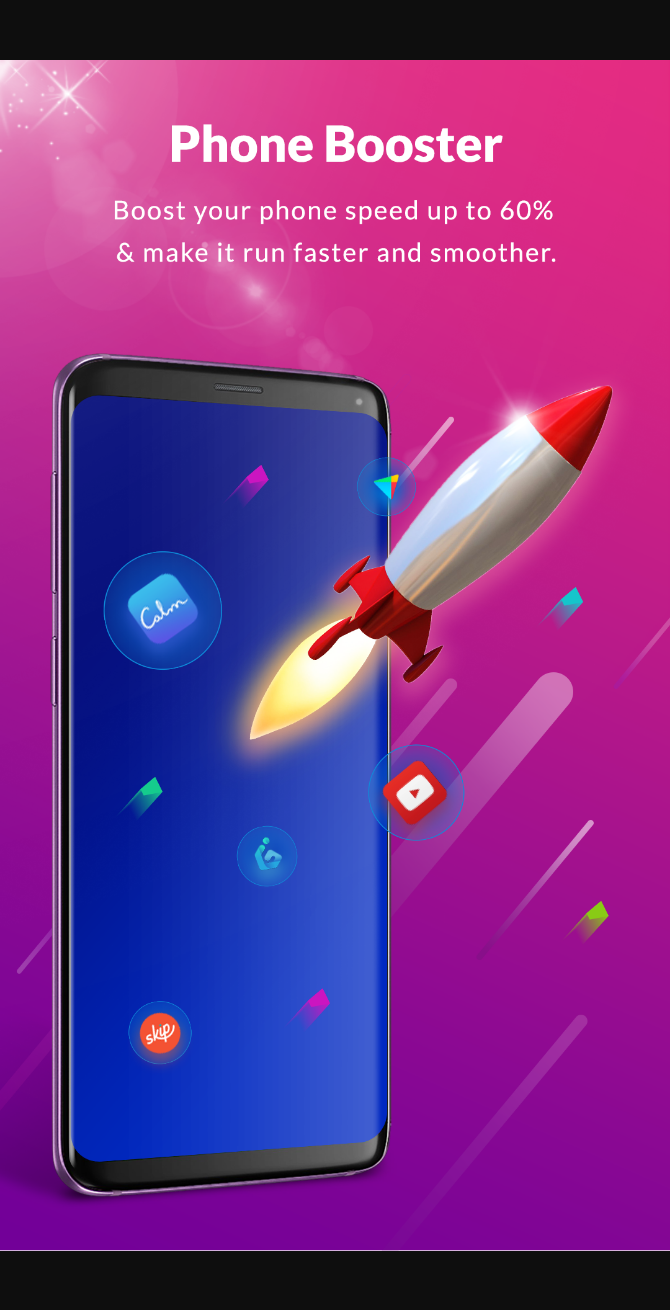 Phone Booster
Boost your phone speed up to 60%
& make it run faster and smoother.
Calm
skip